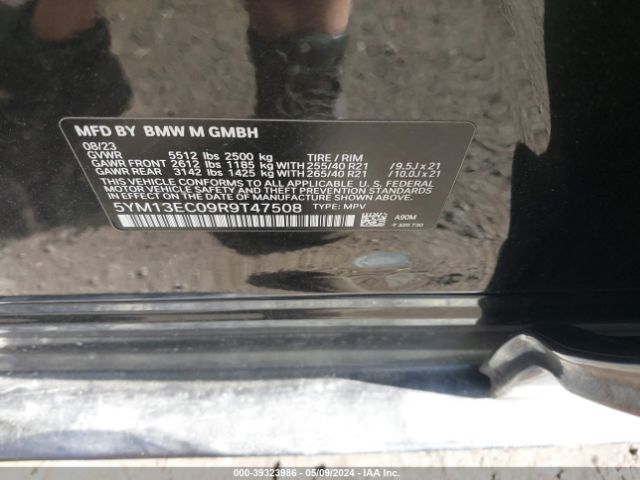 MFD BY BMW M GMBH
08/23
GVWR 5512 lbs 2500 kg TIRE / RIM
GAWR FRONT 2612 lbs 1185 kg WITH 255/40 R21 / 9.5J x 21
GAWR REAR 3142 lbs 1425 kg WITH 265/40 R21 / 10.0J x 21
THIS VEHICLE CONFORMS TO ALL APPLICABLE U. S. FEDERAL
MOTOR VEHICLE SAFETY AND THEFT PREVENTION STANDARDS
IN EFFECT ON THE DATE OF MANUFACTURE SHOWN ABOVE.
5YM13EC09R9T47508 TYPE: MPV A90M
000-39323986 / 05/09/2024 / IAA Inc.